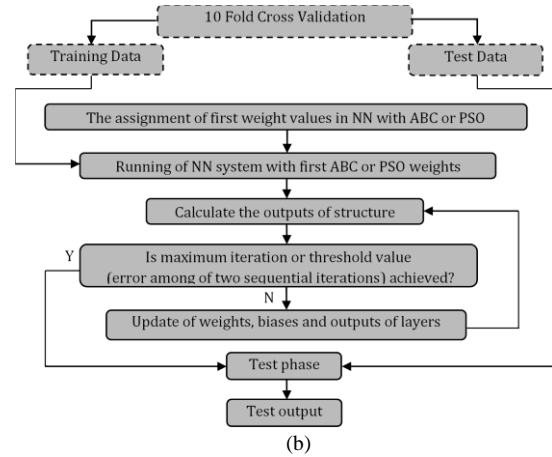 10 Fold Cross Validation
Training Data
Test Data
The assignment of first weight values in NN with ABC or PSO
Running of NN system with first ABC or PSO weights
Calculate the outputs of structure
Y
Is maximum iteration or threshold value
(error among of two sequential iterations) achieved?
N
Update of weights, biases and outputs of layers
Test phase
Test output
(b)